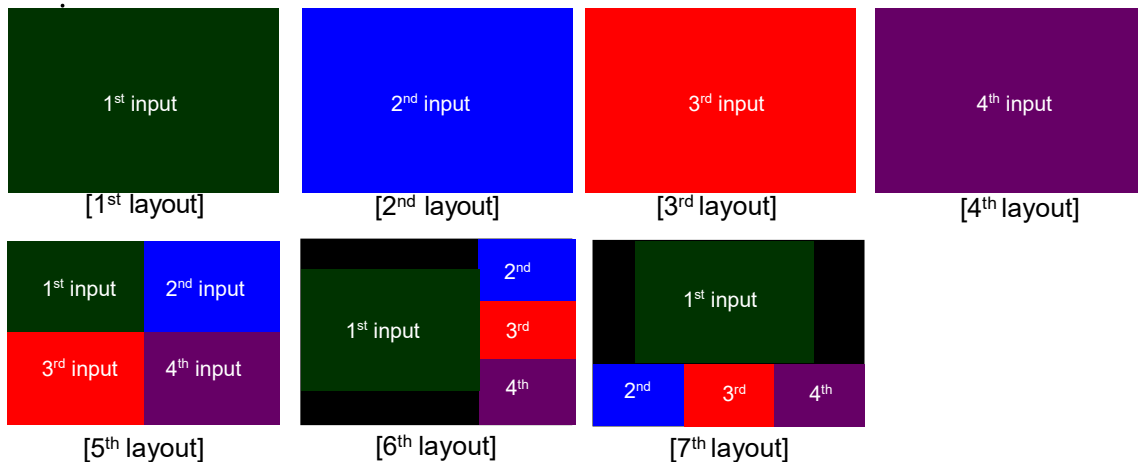 1st input
2nd input
3rd input
4th input
[1st layout]
[2nd layout]
[3rd layout]
[4th layout]
1st input
2nd input
3rd input
4th input
[5th layout]
1st input
2nd
3rd
4th
[6th layout]
1st input
2nd
3rd
4th
[7th layout]